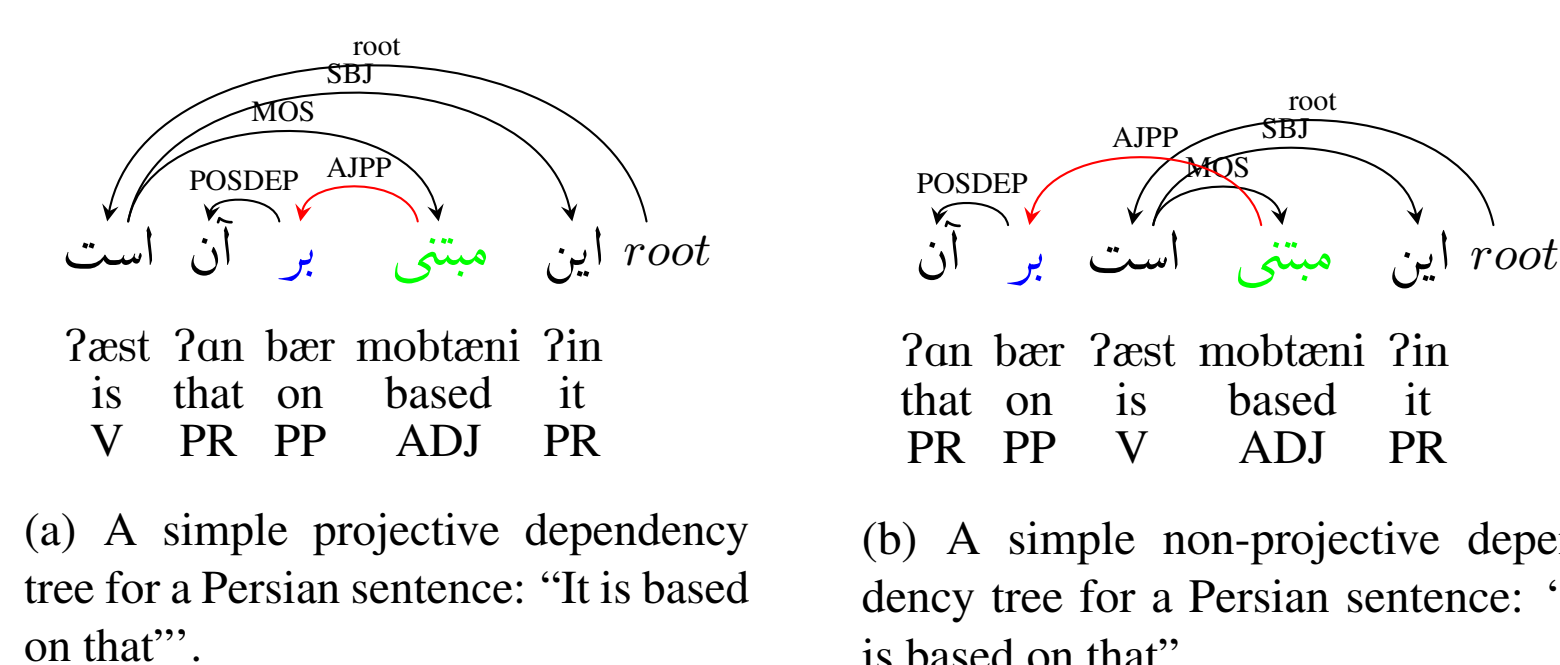 root
SBJ
MOS
AJPP
POSDEP
root این مبتنی بر آن است
ʔæst ʔɑn bær mobtæni ʔin
is that on based it
V PR PP ADJ PR
(a) A simple projective dependency
tree for a Persian sentence: “It is based
on that”’.
root
SBJ
AJPP
MOS
POSDEP
root این مبتنی است بر آن
ʔɑn bær ʔæst mobtæni ʔin
that on is based it
PR PP V ADJ PR
(b) A simple non-projective depen
dency tree for a Persian sentence: ‘
is based on that”